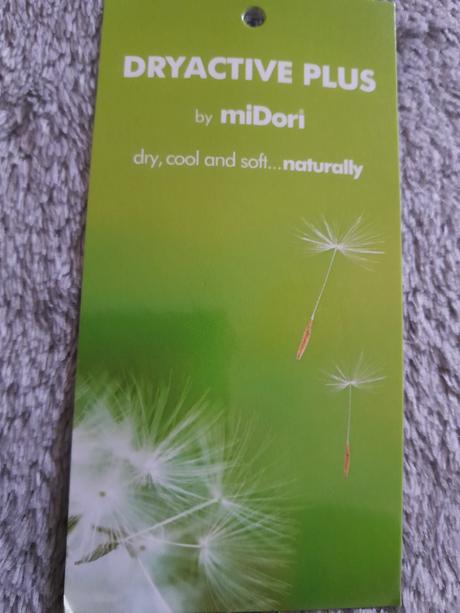 DRYACTIVE PLUS
by miDori
dry, cool and soft...naturally